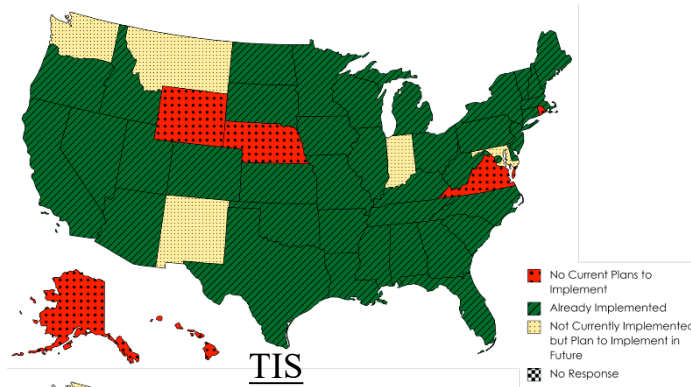 No Current Plans to
Implement
Already Implemented
Not Currently Implemented
but Plan to Implement in
Future
No Response
TIS